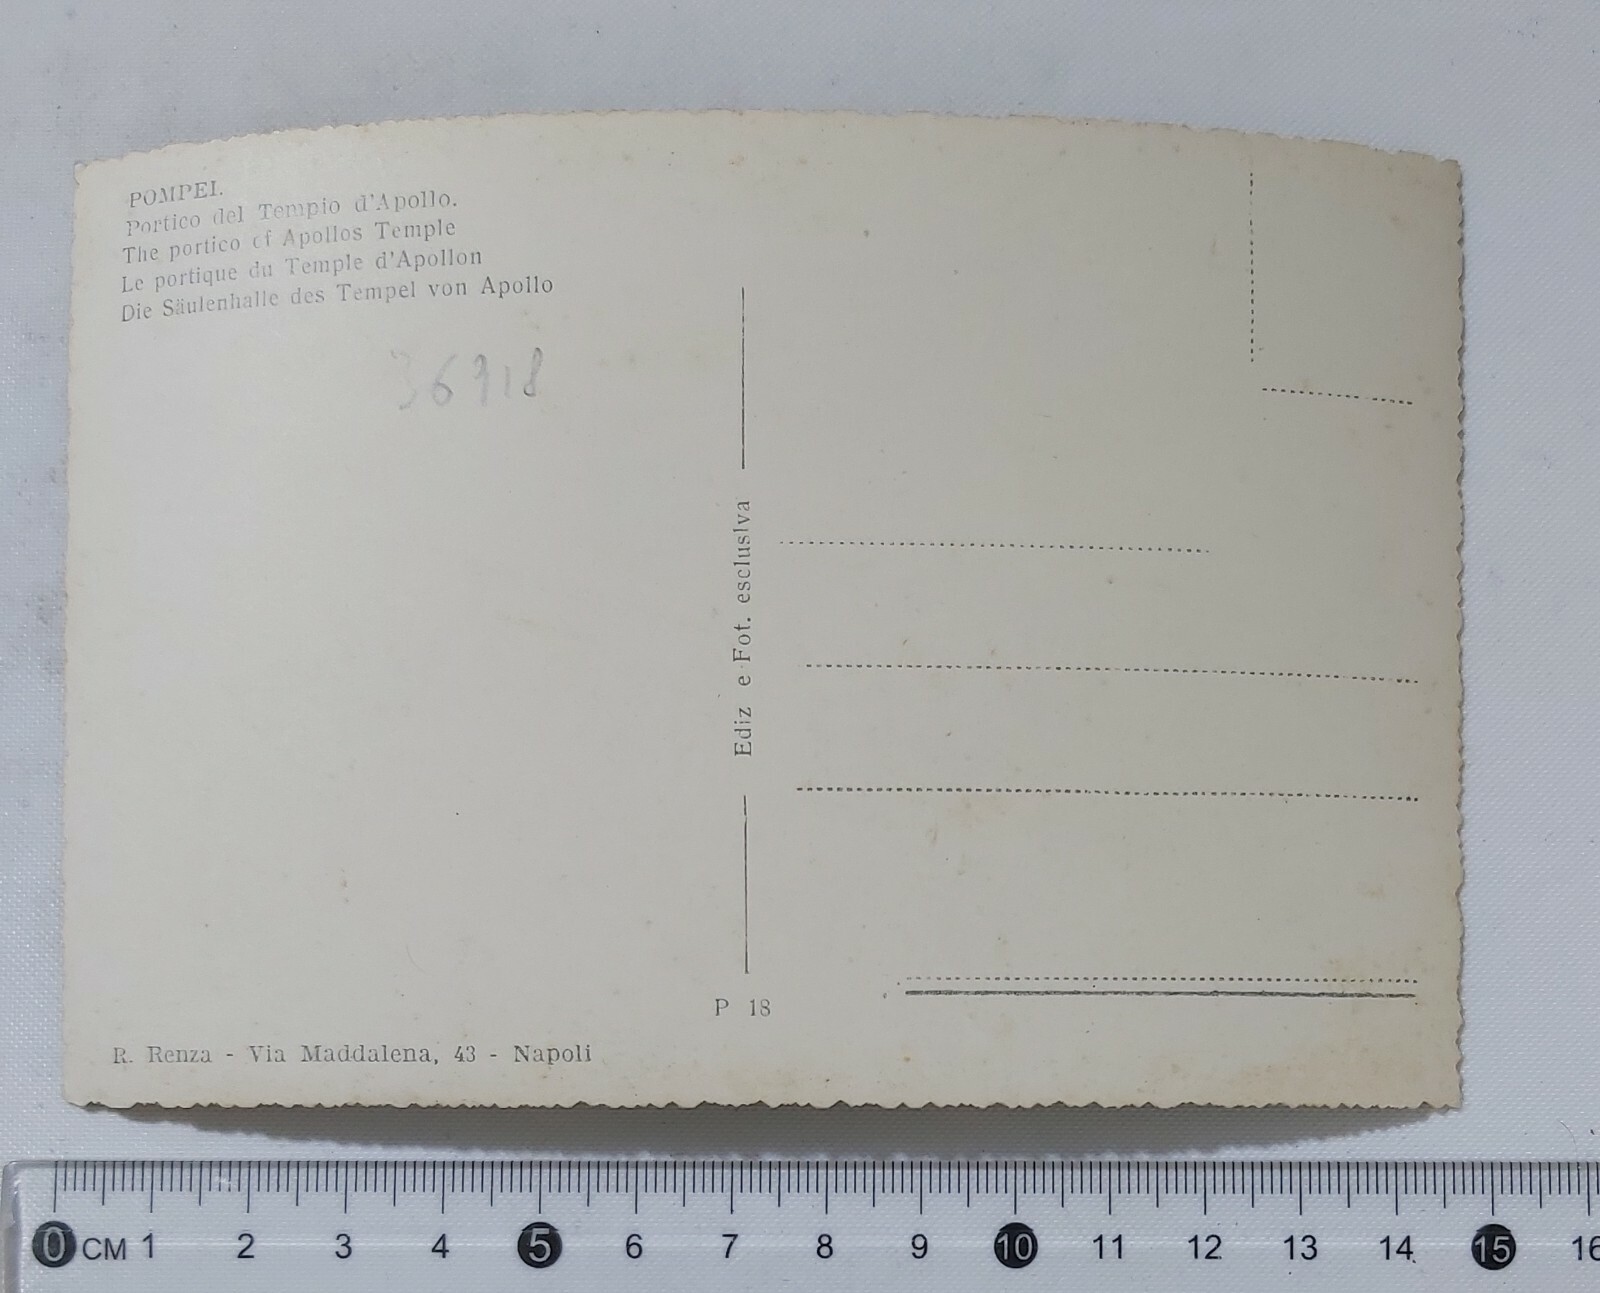 POMPEI.
Portico del Tempio d'Apollo.
The portico of Apollos Temple
Le portique du Temple d'Apollon
Die Säulenhalle des Tempel von Apollo
36918
Ediz e Fot. esclusiva
P 18
R. Renza - Via Maddalena, 43 - Napoli
0 CM 1 2 3 4 5 6 7 8 9 10 11 12 13 14 15 16